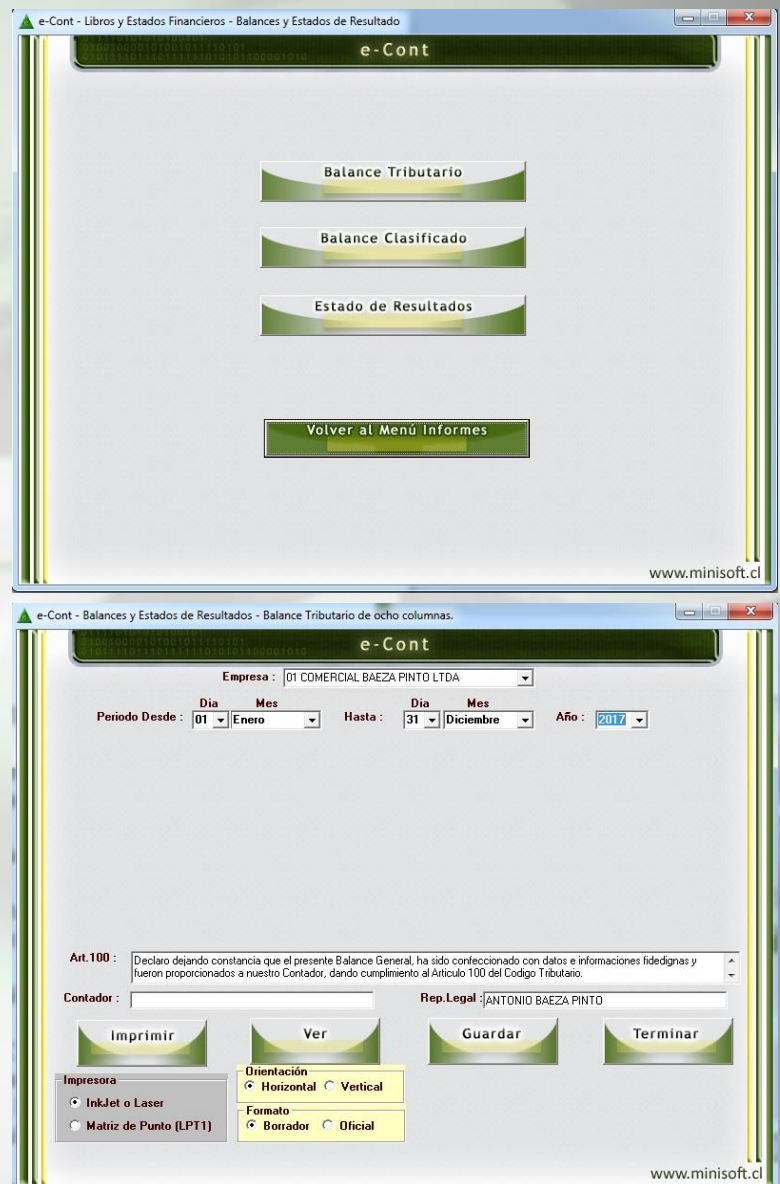 e-Cont - Libros y Estados Financieros - Balances y Estados de Resultado
e-Cont
Balance Tributario
Balance Clasificado
Estado de Resultados
Volver al Menú Informes
www.minisoft.cl
e-Cont - Balances y Estados de Resultados - Balance Tributario de ocho columnas.
e-Cont
Empresa : 01 COMERCIAL BAEZA PINTO LTDA
Dia Mes Dia Mes
Periodo Desde : 01 Enero Hasta : 31 Diciembre Año : 2017
Art.100 : Declaro dejando constancia que el presente Balance General, ha sido confeccionado con datos e informaciones fidedignas y
fueron proporcionados a nuestro Contador, dando cumplimiento al Articulo 100 del Codigo Tributario.
Contador : Rep.Legal : ANTONIO BAEZA PINTO
Imprimir Ver Guardar Terminar
Impresora
InkJet o Laser
Matriz de Punto (LPT1)
Orientación
Horizontal Vertical
Formato
Borrador Oficial
www.minisoft.cl